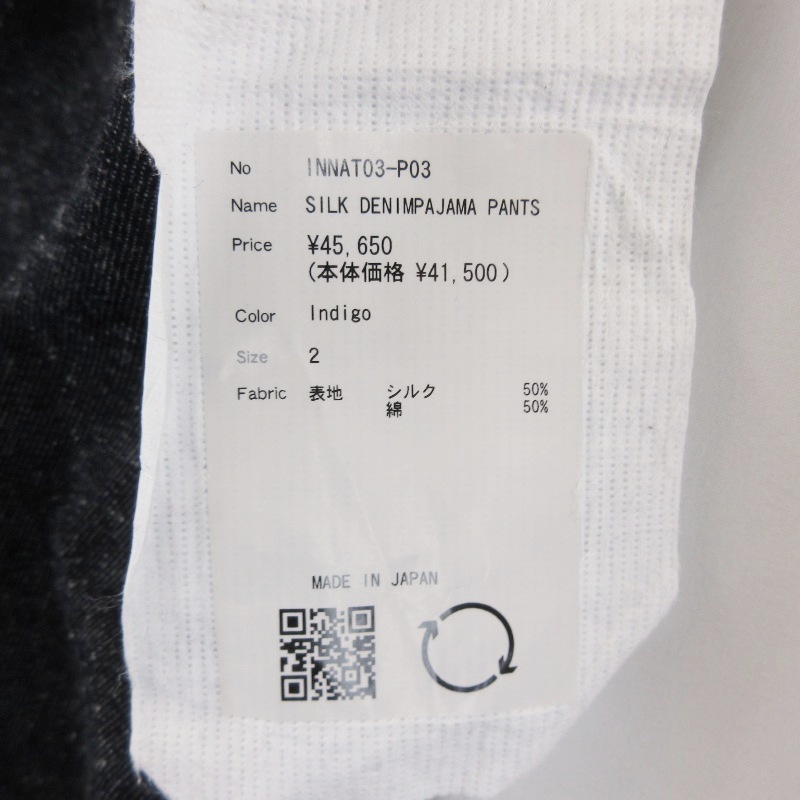 No INNAT03-P03
Name SILK DENIMPAJAMA PANTS
Price ¥45,650
(本体価格 ¥41,500)
Color Indigo
Size 2
Fabric 表地 シルク 50%
綿 50%
MADE IN JAPAN